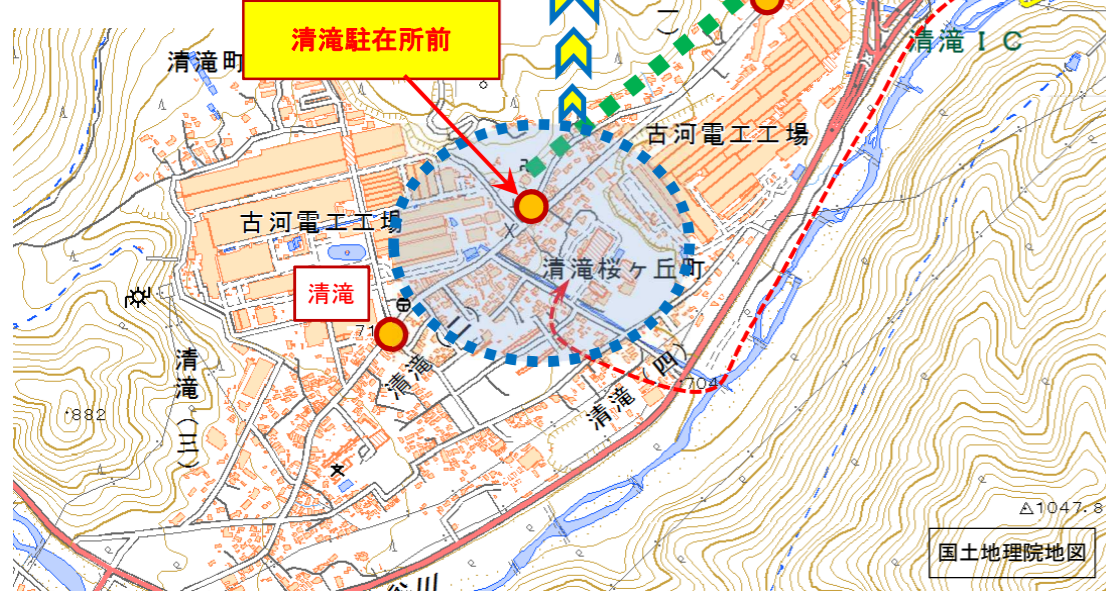 清滝駐在所前
清滝町
清滝IC
(一)
古河電工工場
古河電工工場
清滝桜ヶ丘町
清滝
71
清滝(二)
清滝(四)
704
清滝(三)
882
1047.8
国土地理院地図